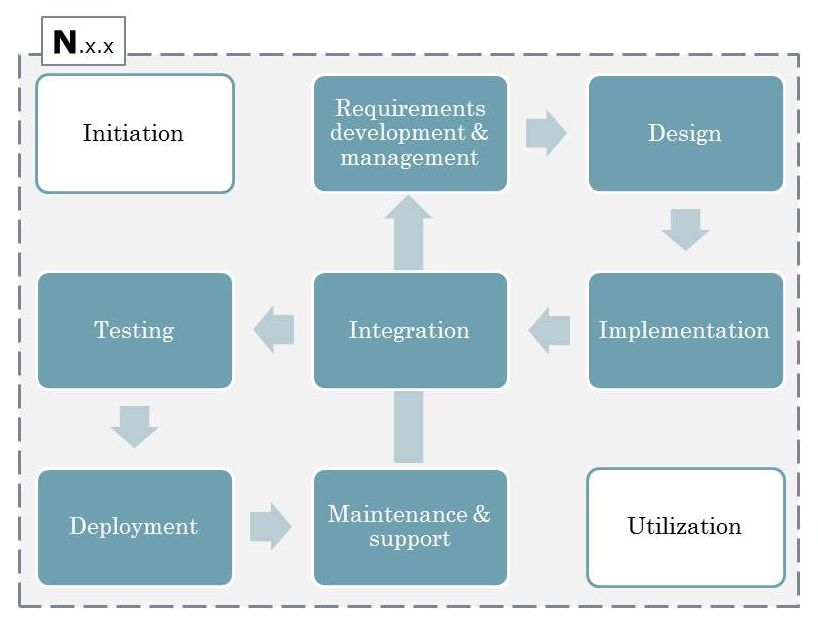 N.x.x
Initiation
Requirements
development &
management
Design
Testing
Integration
Implementation
Deployment
Maintenance &
support
Utilization